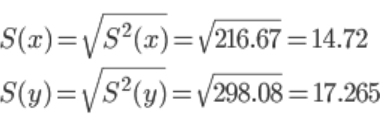 S(x)=√S²(x)=√216.67=14.72
S(y)=√S²(y)=√298.08=17.265